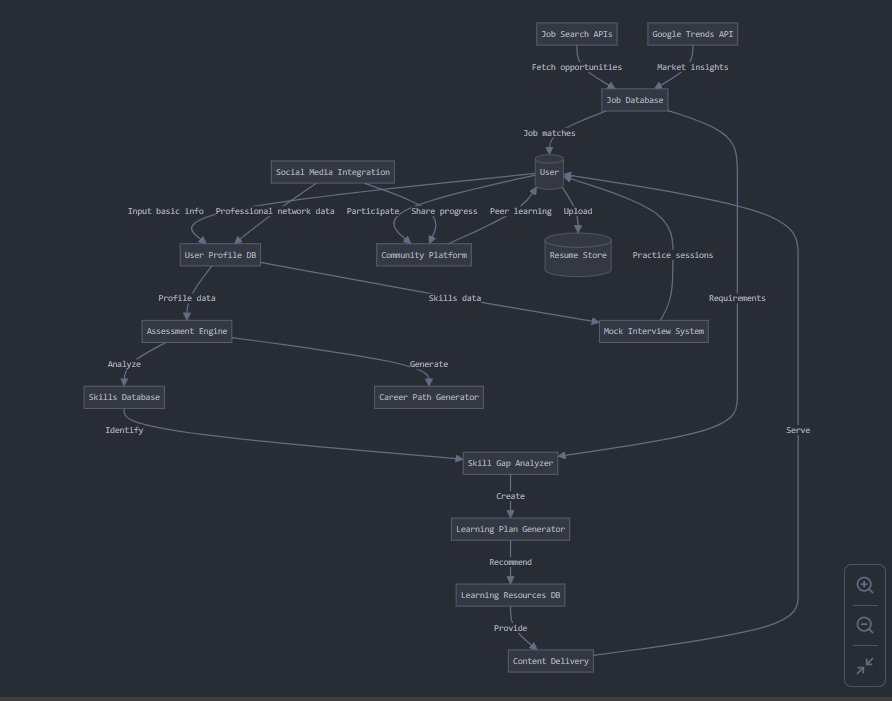 Job Search APIs
Google Trends API
Fetch opportunities
Market insights
Job Database
Job matches
Social Media Integration
User
Input basic info
Professional network data
Participate
Share progress
Peer learning
Upload
User Profile DB
Community Platform
Resume Store
Practice sessions
Profile data
Skills data
Requirements
Assessment Engine
Mock Interview System
Analyze
Generate
Skills Database
Career Path Generator
Identify
Serve
Skill Gap Analyzer
Create
Learning Plan Generator
Recommend
Learning Resources DB
Provide
Content Delivery